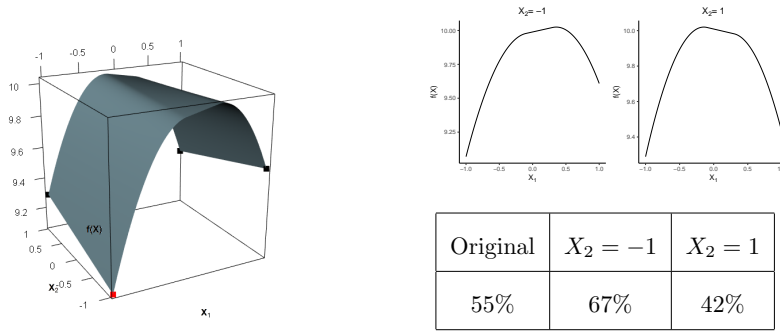 -1
-0.5
0
0.5
1
10
9.8
9.6
9.4
9.2
f(X)
1
0.5
0
-0.5
-1
X2
X1
X2= −1
10.00
9.75
9.50
9.25
f(X)
−1.0 −0.5 0.0 0.5 1.0
X1
X2= 1
10.0
9.8
9.6
9.4
f(X)
−1.0 −0.5 0.0 0.5 1.0
X1
Original X2 = −1 X2 = 1
55% 67% 42%